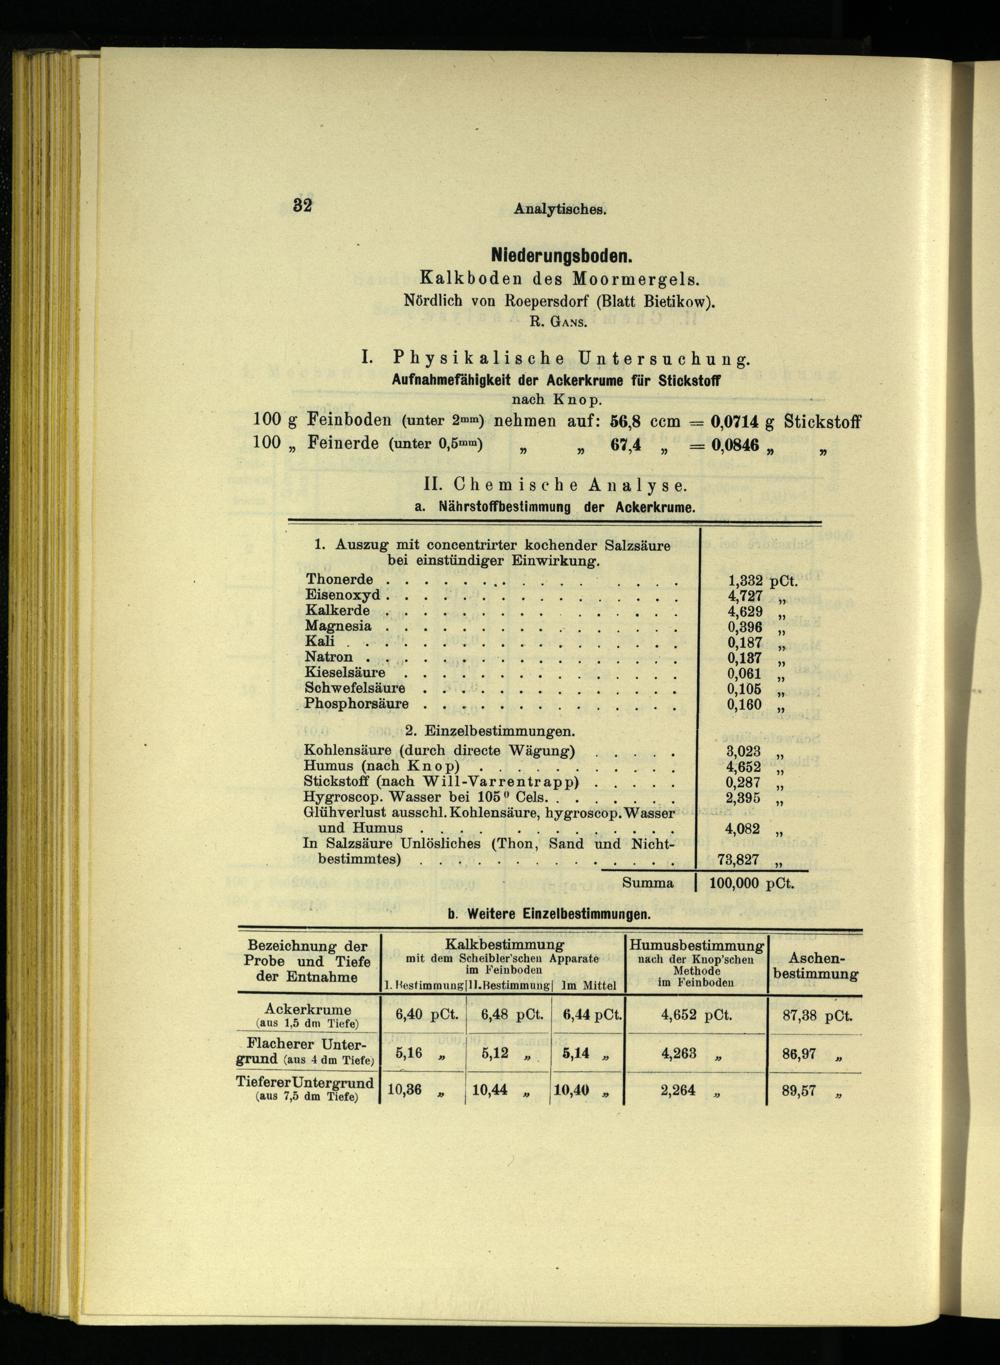 32
Analytisches.
Niederungsboden.
Kalkboden des Moormergels.
Nördlich von Roepersdorf (Blatt Bietikow).
R. GANS.
I. Physikalische Untersuchung.
Aufnahmefähigkeit der Ackerkrume für Stickstoff
nach Knop.
100 g Feinboden (unter 2mm) nehmen auf: 56,8 ccm = 0,0714 g Stickstoff
100 „ Feinerde (unter 0,5mm) „ „ 67,4 „ = 0,0846 „ „
II. Chemische Analyse.
a. Nährstoffbestimmung der Ackerkrume.
1. Auszug mit concentrirter kochender Salzsäure
bei einstündiger Einwirkung.
Thonerde . . . . . . . . . . . . . . . 1,332 pCt.
Eisenoxyd . . . . . . . . . . . . . . . 4,727 „
Kalkerde . . . . . . . . . . . . . . . 4,629 „
Magnesia . . . . . . . . . . . . . . . 0,396 „
Kali . . . . . . . . . . . . . . . . . 0,187 „
Natron . . . . . . . . . . . . . . . . 0,137 „
Kieselsäure . . . . . . . . . . . . . . 0,061 „
Schwefelsäure . . . . . . . . . . . . . 0,105 „
Phosphorsäure . . . . . . . . . . . . . 0,160 „
2. Einzelbestimmungen.
Kohlensäure (durch directe Wägung) . . . . . 3,023 „
Humus (nach Knop) . . . . . . . . . . . 4,652 „
Stickstoff (nach Will-Varrentrapp) . . . . . 0,287 „
Hygroscop. Wasser bei 105° Cels. . . . . . . . 2,395 „
Glühverlust ausschl. Kohlensäure, hygroscop. Wasser
und Humus . . . . . . . . . . . . . . 4,082 „
In Salzsäure Unlösliches (Thon, Sand und Nicht-
bestimmtes) . . . . . . . . . . . . . 73,827 „
Summa 100,000 pCt.
b. Weitere Einzelbestimmungen.
Bezeichnung der
Probe und Tiefe
der Entnahme
Kalkbestimmung
mit dem Scheibler'schen Apparate
im Feinboden
I. Bestimmung II. Bestimmung Im Mittel
Humusbestimmung
nach der Knop'schen
Methode
im Feinboden
Aschen-
bestimmung
Ackerkrume
(aus 1,5 dm Tiefe)
6,40 pCt. 6,48 pCt. 6,44 pCt. 4,652 pCt. 87,38 pCt.
Flacherer Unter-
grund (aus 4 dm Tiefe)
5,16 „ 5,12 „ 5,14 „ 4,263 „ 86,97 „
Tieferer Untergrund
(aus 7,5 dm Tiefe)
10,36 „ 10,44 „ 10,40 „ 2,264 „ 89,57 „